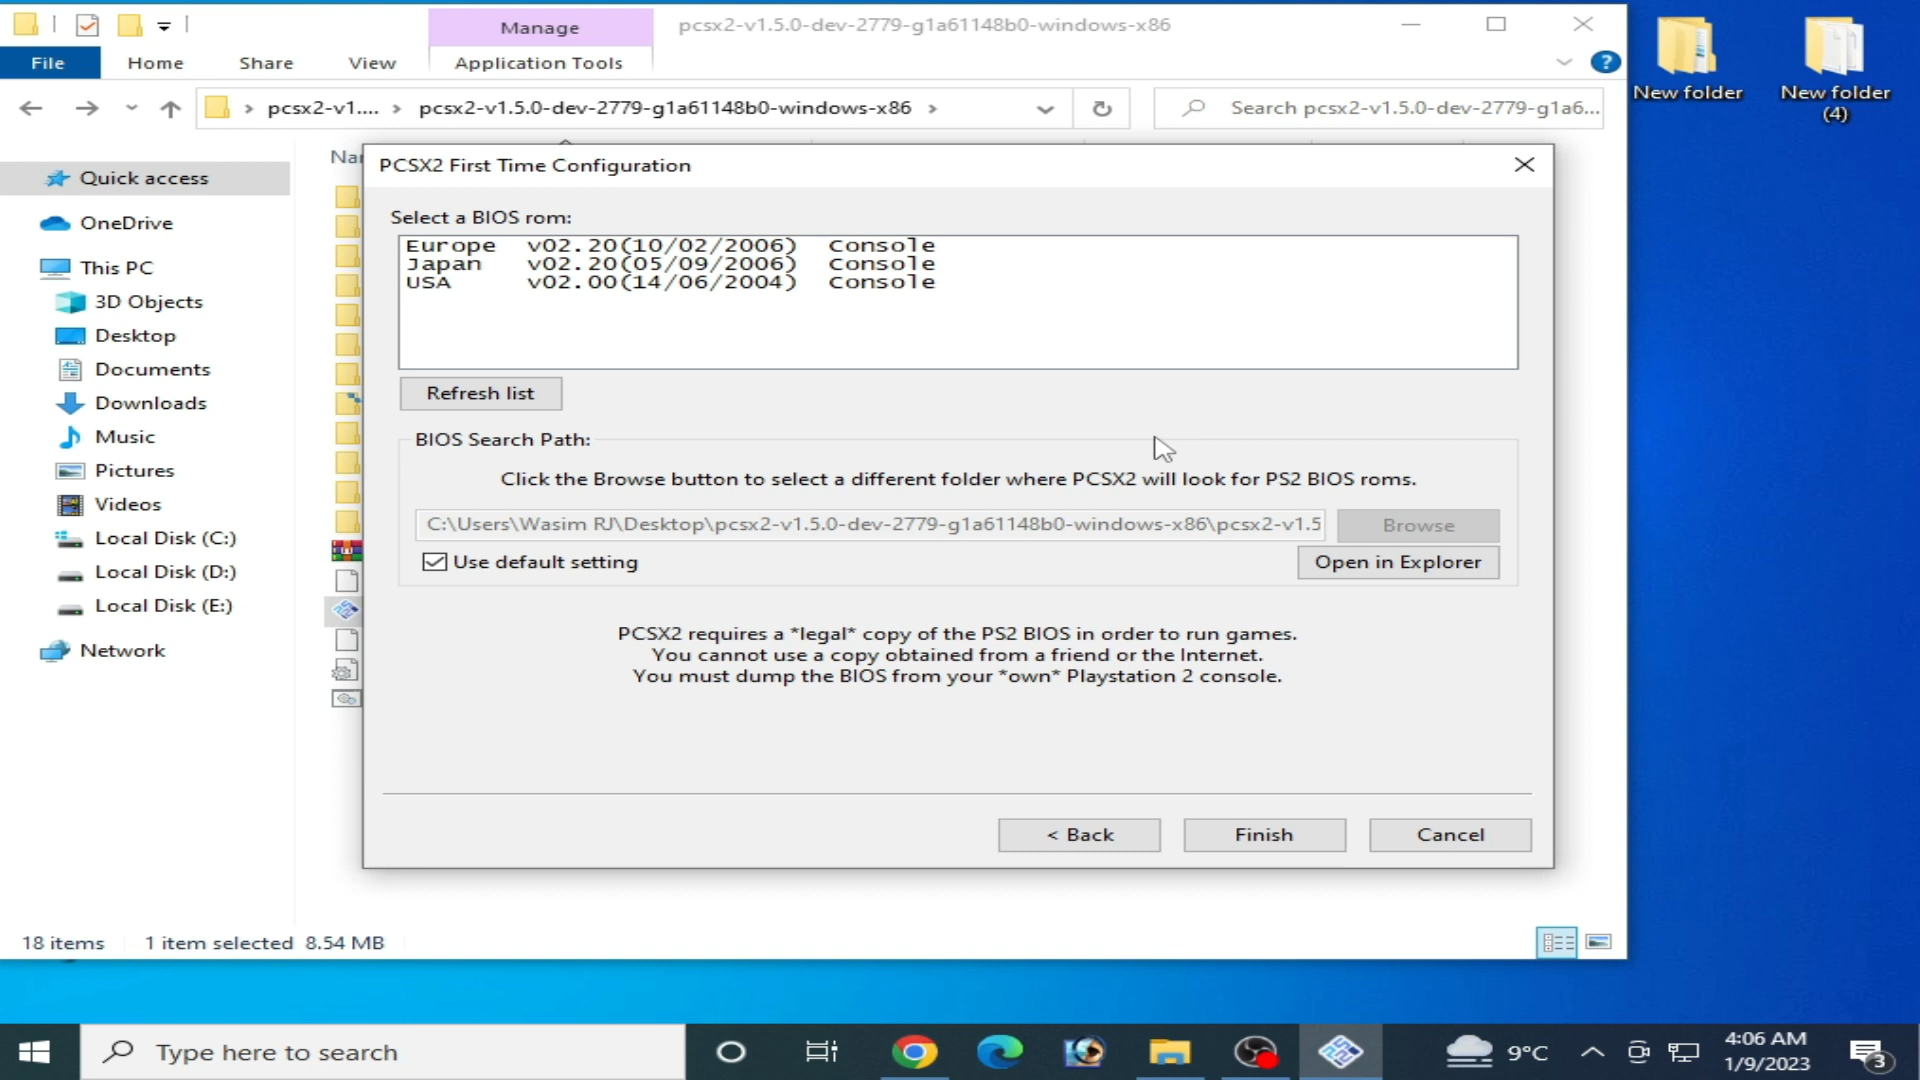 Manage
pcsx2-v1.5.0-dev-2779-g1a61148b0-windows-x86
File
Home
Share
View
Application Tools
pcsx2-v1....
pcsx2-v1.5.0-dev-2779-g1a61148b0-windows-x86
Search pcsx2-v1.5.0-dev-2779-g1a6...
New folder
New folder
(4)
Quick access
OneDrive
This PC
3D Objects
Desktop
Documents
Downloads
Music
Pictures
Videos
Local Disk (C:)
Local Disk (D:)
Local Disk (E:)
Network
PCSX2 First Time Configuration
Select a BIOS rom:
Europe v02.20(10/02/2006) Console
Japan v02.20(05/09/2006) Console
USA v02.00(14/06/2004) Console
Refresh list
BIOS Search Path:
Click the Browse button to select a different folder where PCSX2 will look for PS2 BIOS roms.
C:\Users\Wasim RJ\Desktop\pcsx2-v1.5.0-dev-2779-g1a61148b0-windows-x86\pcsx2-v1.5
Browse
Use default setting
Open in Explorer
PCSX2 requires a *legal* copy of the PS2 BIOS in order to run games.
You cannot use a copy obtained from a friend or the Internet.
You must dump the BIOS from your *own* Playstation 2 console.
< Back
Finish
Cancel
18 items
1 item selected 8.54 MB
Type here to search
9°C
4:06 AM
1/9/2023
3